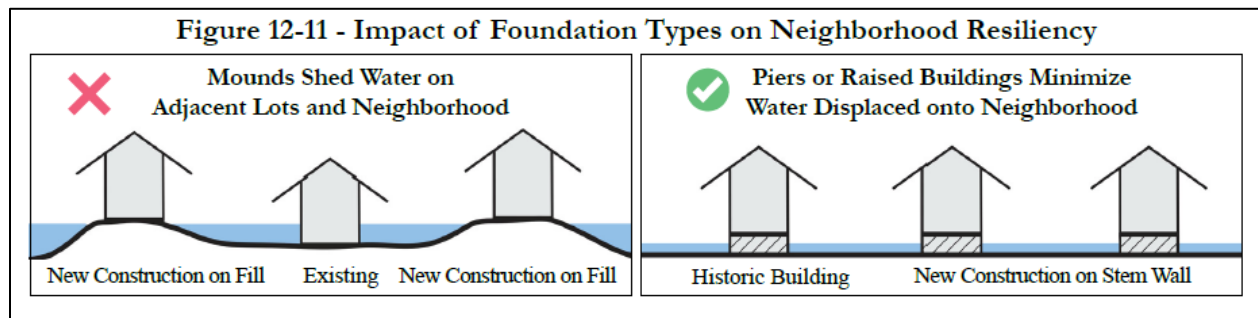 Figure 12-11 - Impact of Foundation Types on Neighborhood Resiliency
Mounds Shed Water on
Adjacent Lots and Neighborhood
New Construction on Fill
Existing
New Construction on Fill
Piers or Raised Buildings Minimize
Water Displaced onto Neighborhood
Historic Building
New Construction on Stem Wall